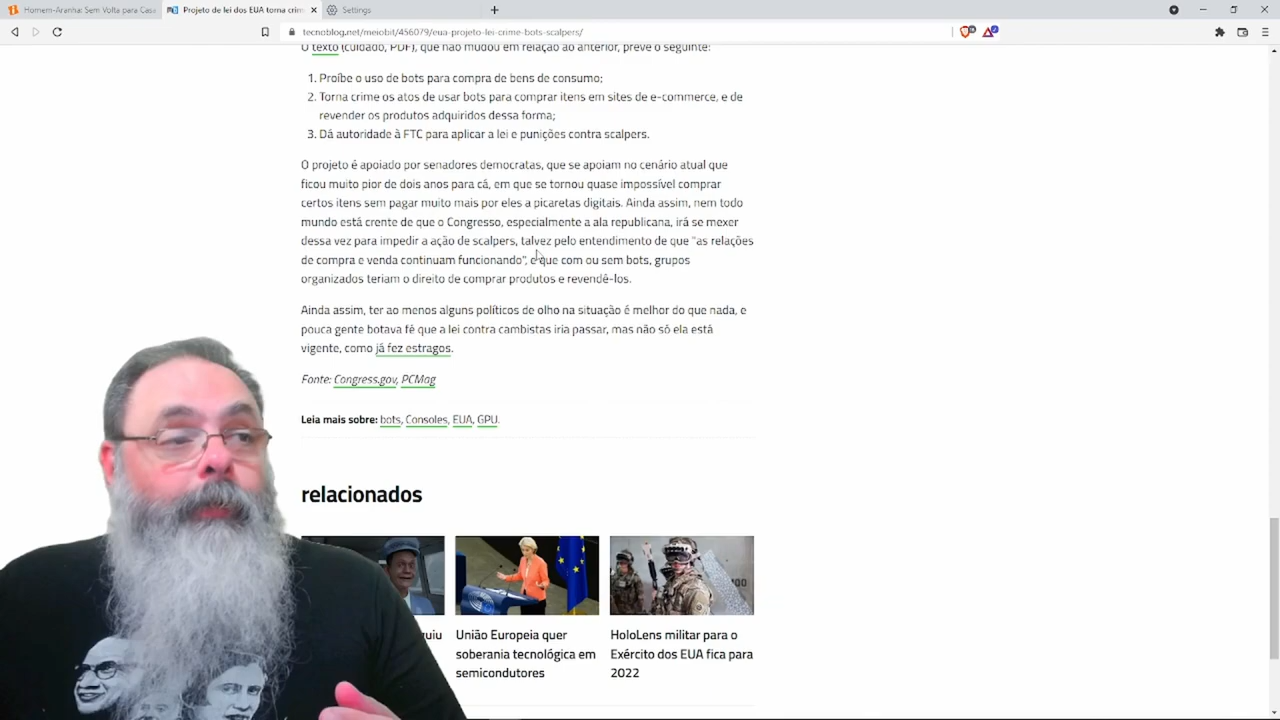 Homem-Aranha: Sem Volta para Casa
Projeto de lei dos EUA torna crim
Settings
tecnoblog.net/meiobit/456079/eua-projeto-lei-crime-bots-scalpers/
O texto (cuidado, PDF), que não mudou em relação ao anterior, prevê o seguinte:
1. Proíbe o uso de bots para compra de bens de consumo;
2. Torna crime os atos de usar bots para comprar itens em sites de e-commerce, e de
revender os produtos adquiridos dessa forma;
3. Dá autoridade à FTC para aplicar a lei e punições contra scalpers.
O projeto é apoiado por senadores democratas, que se apoiam no cenário atual que
ficou muito pior de dois anos para cá, em que se tornou quase impossível comprar
certos itens sem pagar muito mais por eles a picaretas digitais. Ainda assim, nem todo
mundo está crente de que o Congresso, especialmente a ala republicana, irá se mexer
dessa vez para impedir a ação de scalpers, talvez pelo entendimento de que "as relações
de compra e venda continuam funcionando", e que com ou sem bots, grupos
organizados teriam o direito de comprar produtos e revendê-los.
Ainda assim, ter ao menos alguns políticos de olho na situação é melhor do que nada, e
pouca gente botava fé que a lei contra cambistas iria passar, mas não só ela está
vigente, como já fez estragos.
Fonte: Congress.gov, PCMag
Leia mais sobre: bots, Consoles, EUA, GPU.
relacionados
União Europeia quer
soberania tecnológica em
semicondutores
HoloLens militar para o
Exército dos EUA fica para
2022